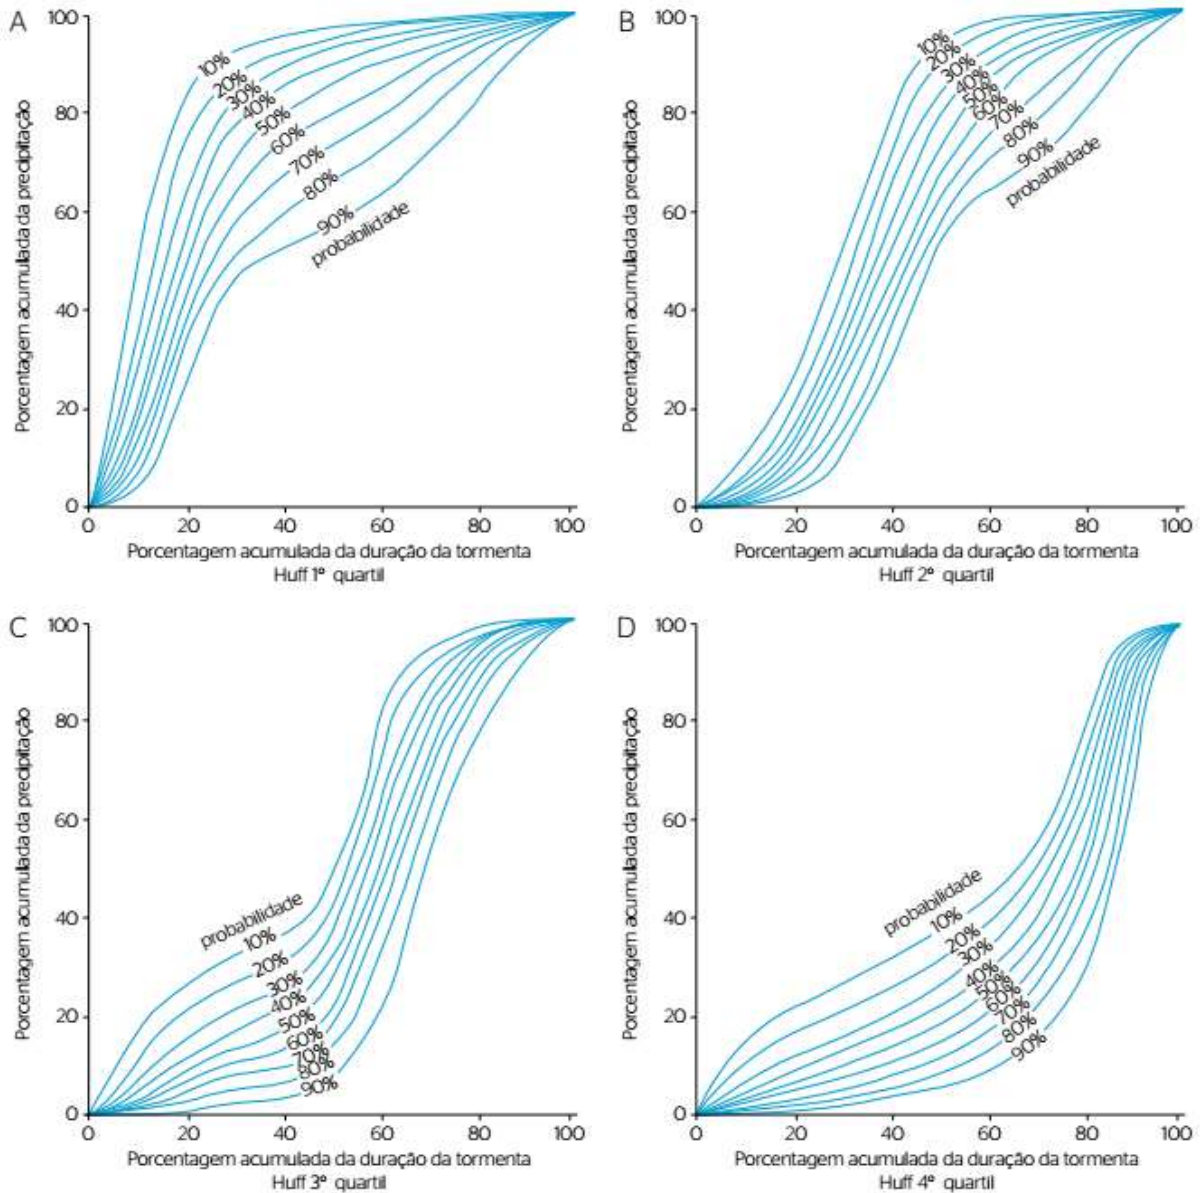 A
Porcentagem acumulada da precipitação
100
80
60
40
20
0
10%
20%
30%
40%
50%
60%
70%
80%
90%
probabilidade
0 20 40 60 80 100
Porcentagem acumulada da duração da tormenta
Huff 1º quartil
B
Porcentagem acumulada da precipitação
100
80
60
40
20
0
10%
20%
30%
40%
50%
60%
70%
80%
90%
probabilidade
0 20 40 60 80 100
Porcentagem acumulada da duração da tormenta
Huff 2º quartil
C
Porcentagem acumulada da precipitação
100
80
60
40
20
0
probabilidade
10%
20%
30%
40%
50%
60%
70%
80%
90%
0 20 40 60 80 100
Porcentagem acumulada da duração da tormenta
Huff 3º quartil
D
Porcentagem acumulada da precipitação
100
80
60
40
20
0
probabilidade
10%
20%
30%
40%
50%
60%
70%
80%
90%
0 20 40 60 80 100
Porcentagem acumulada da duração da tormenta
Huff 4º quartil